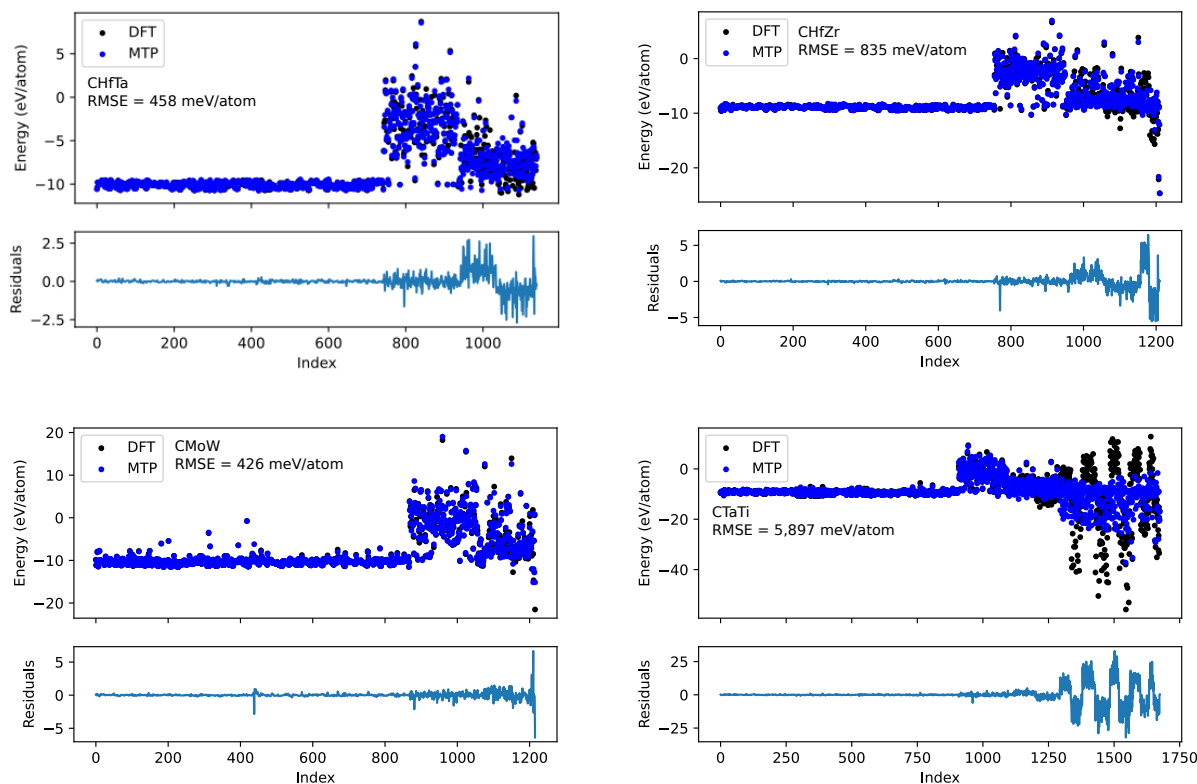 DFT
MTP
CHfTa
RMSE = 458 meV/atom
Energy (eV/atom)
5
0
−5
−10
Residuals
2.5
0.0
−2.5
0
200
400
600
800
1000
Index
DFT
MTP
CHfZr
RMSE = 835 meV/atom
Energy (eV/atom)
0
−10
−20
Residuals
5
0
−5
0
200
400
600
800
1000
1200
Index
DFT
MTP
CMoW
RMSE = 426 meV/atom
Energy (eV/atom)
20
10
0
−10
−20
Residuals
5
0
−5
0
200
400
600
800
1000
1200
Index
DFT
MTP
CTaTi
RMSE = 5,897 meV/atom
Energy (eV/atom)
0
−20
−40
Residuals
25
0
−25
0
250
500
750
1000
1250
1500
1750
Index